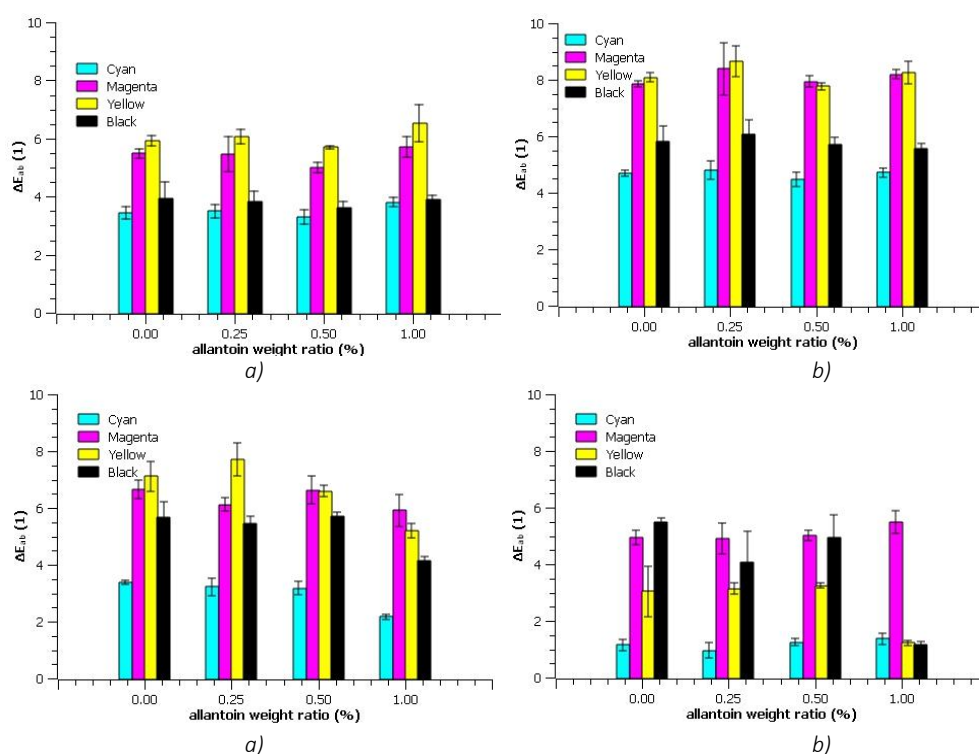 10
8
6
4
2
0
ΔEab (1)
Cyan
Magenta
Yellow
Black
0.00 0.25 0.50 1.00
allantoin weight ratio (%)
a)
10
8
6
4
2
0
ΔEab (1)
Cyan
Magenta
Yellow
Black
0.00 0.25 0.50 1.00
allantoin weight ratio (%)
b)
10
8
6
4
2
0
ΔEab (1)
Cyan
Magenta
Yellow
Black
0.00 0.25 0.50 1.00
allantoin weight ratio (%)
a)
10
8
6
4
2
0
ΔEab (1)
Cyan
Magenta
Yellow
Black
0.00 0.25 0.50 1.00
allantoin weight ratio (%)
b)